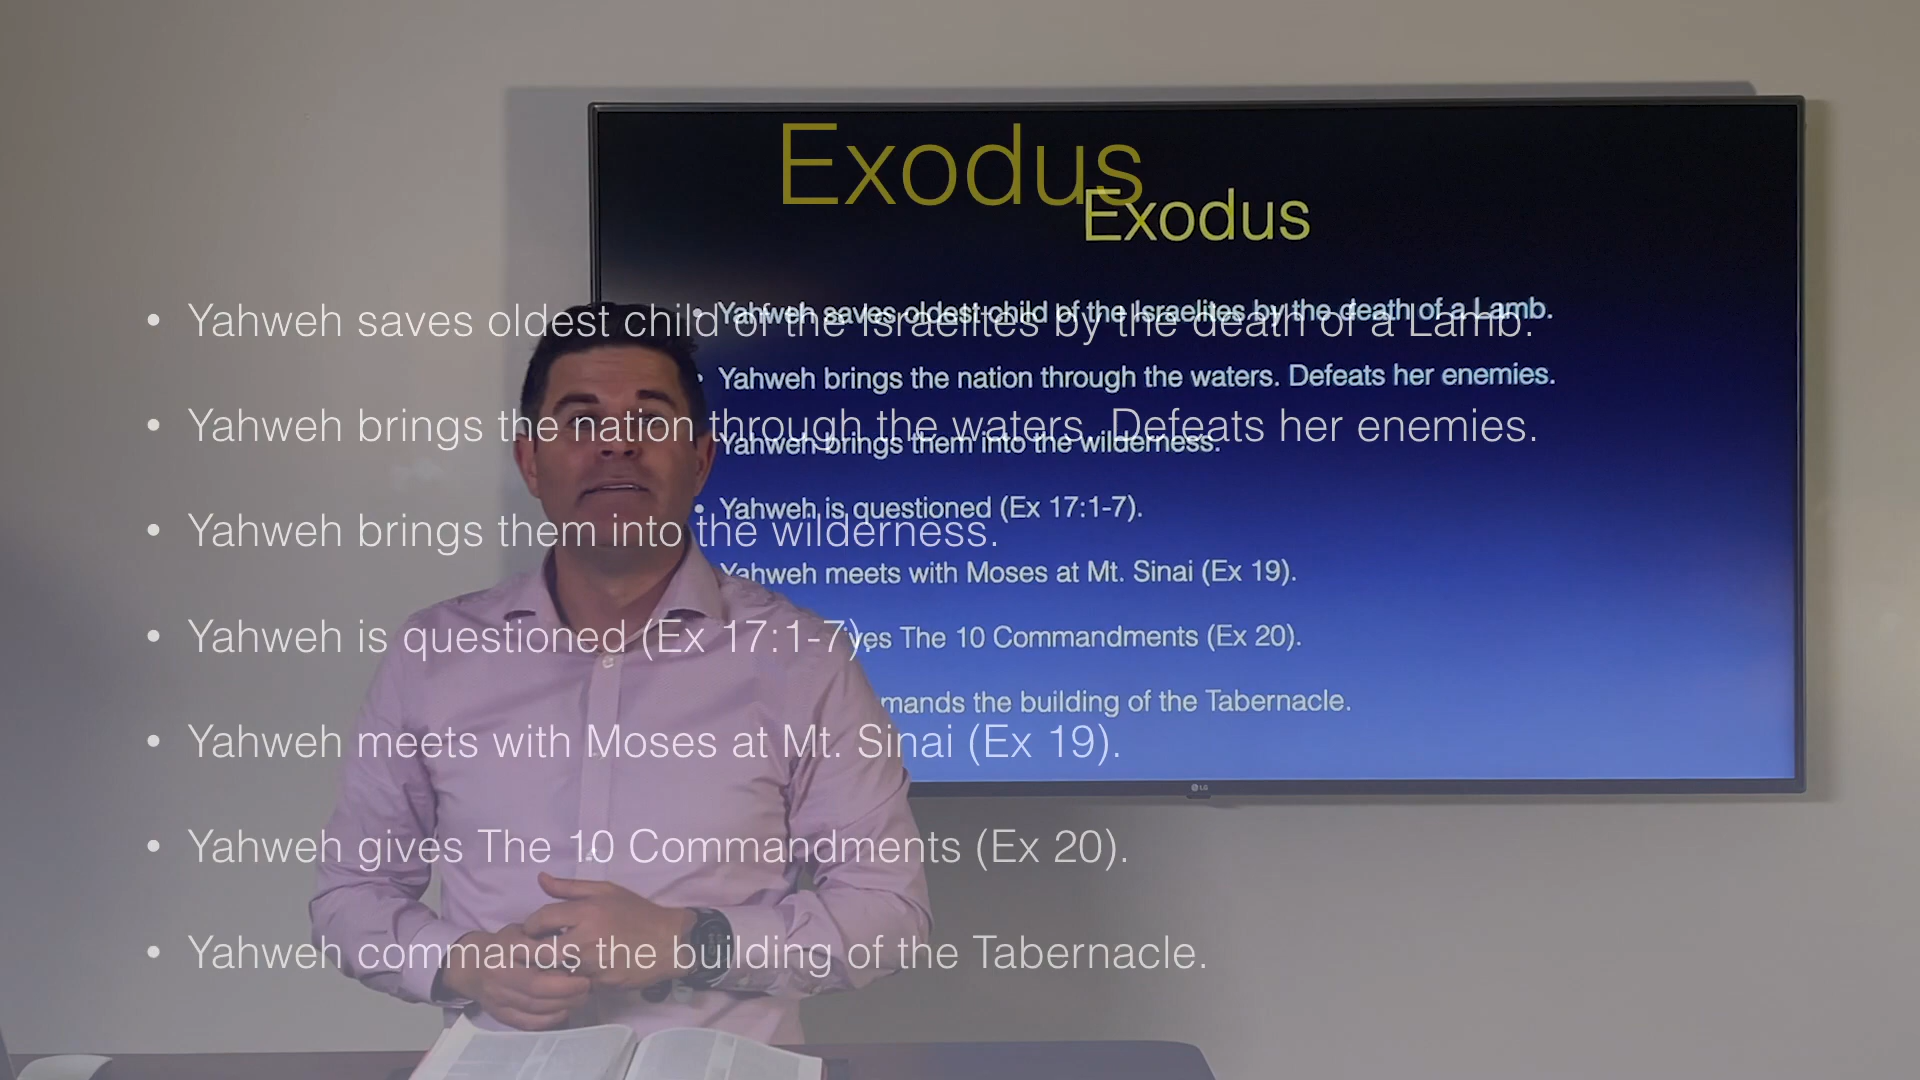 Exodus
• Yahweh saves oldest child of the Israelites by the death of a Lamb.
• Yahweh brings the nation through the waters. Defeats her enemies.
• Yahweh brings them into the wilderness.
• Yahweh is questioned (Ex 17:1-7).
• Yahweh meets with Moses at Mt. Sinai (Ex 19).
• Yahweh gives The 10 Commandments (Ex 20).
• Yahweh commands the building of the Tabernacle.
Exodus
• Yahweh saves oldest child of the Israelites by the death of a Lamb.
• Yahweh brings the nation through the waters. Defeats her enemies.
Yahweh brings them into the wilderness.
• Yahweh is questioned (Ex 17:1-7).
Yahweh meets with Moses at Mt. Sinai (Ex 19).
ives The 10 Commandments (Ex 20).
mands the building of the Tabernacle.
LG